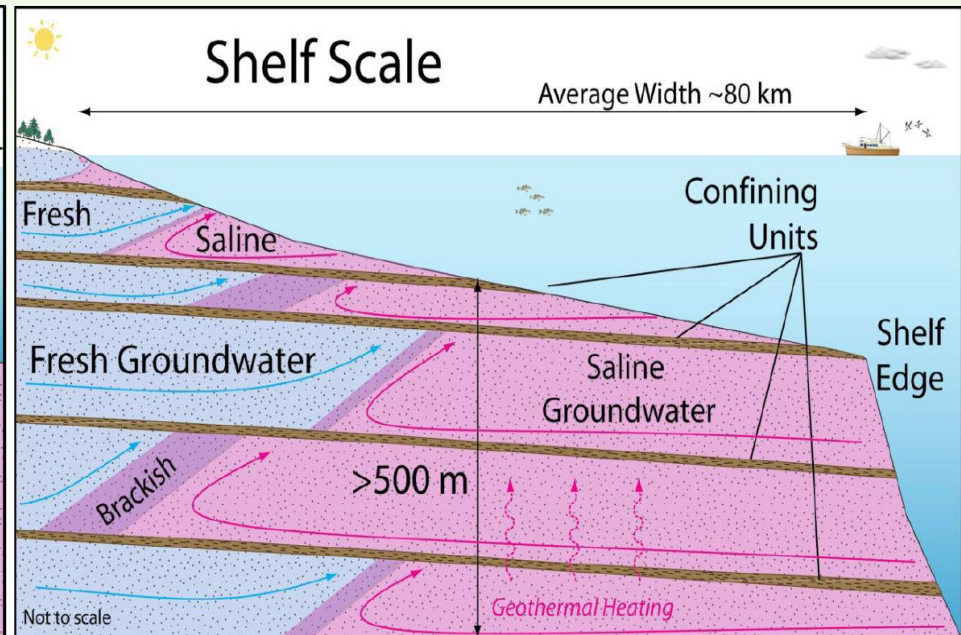 Shelf Scale
Average Width ~80 km
Fresh
Saline
Confining
Units
Fresh Groundwater
Saline
Groundwater
Shelf
Edge
Brackish
>500 m
Geothermal Heating
Not to scale